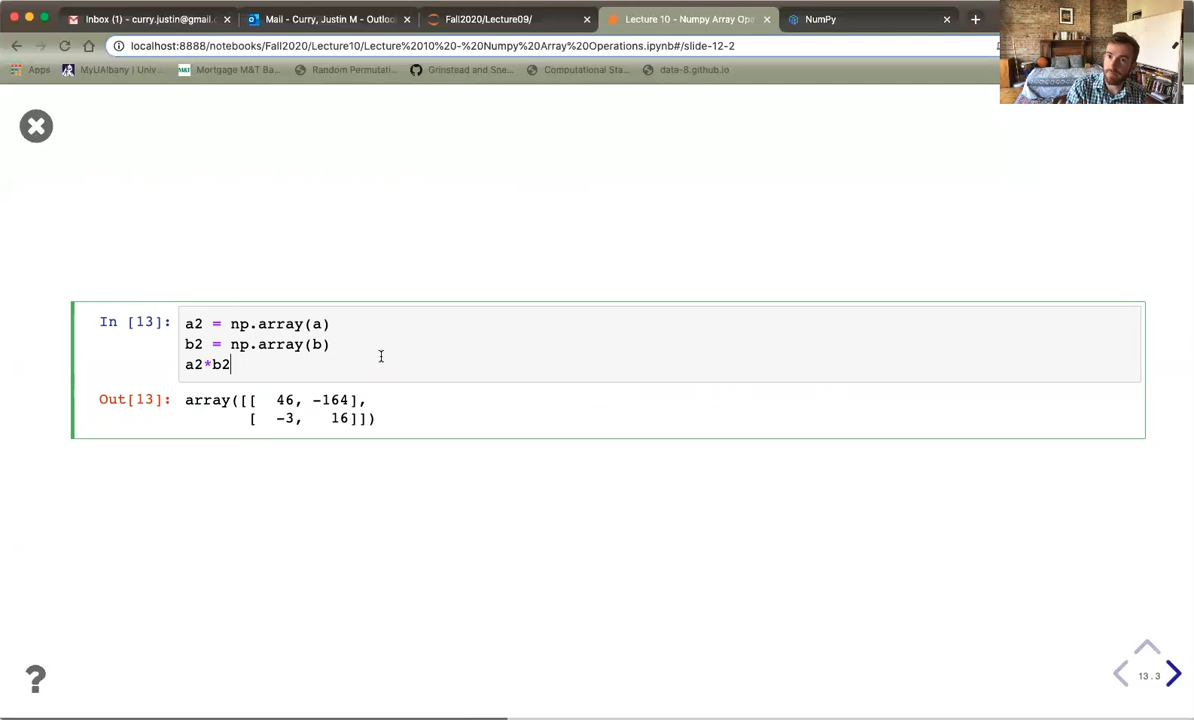 Inbox (1) - curry.justin@gmail.
Mail - Curry, Justin M - Outloo
Fall2020/Lecture09/
Lecture 10 - Numpy Array Ope
NumPy
localhost:8888/notebooks/Fall2020/Lecture10/Lecture%2010%20-%20Numpy%20Array%20Operations.ipynb#/slide-12-2
Apps
MyUAlbany | Univ...
M&T
Mortgage M&T Ba...
Random Permutati...
Grinstead and Sne...
Computational Sta...
data-8.github.io
In [13]:
a2 = np.array(a)
b2 = np.array(b)
a2*b2
Out[13]:
array([[ 46, -164],
[ -3, 16]])
?
13.3